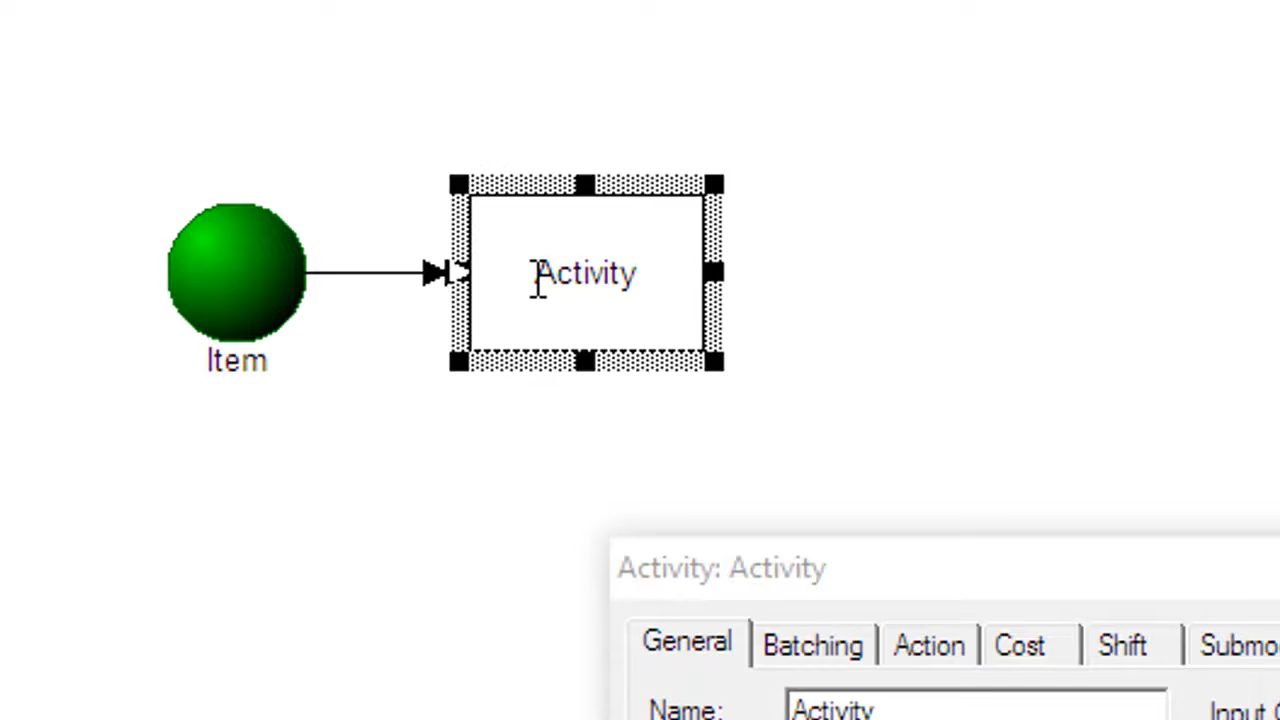 Activity
Item
Activity: Activity
General Batching Action Cost Shift
Name: Activity